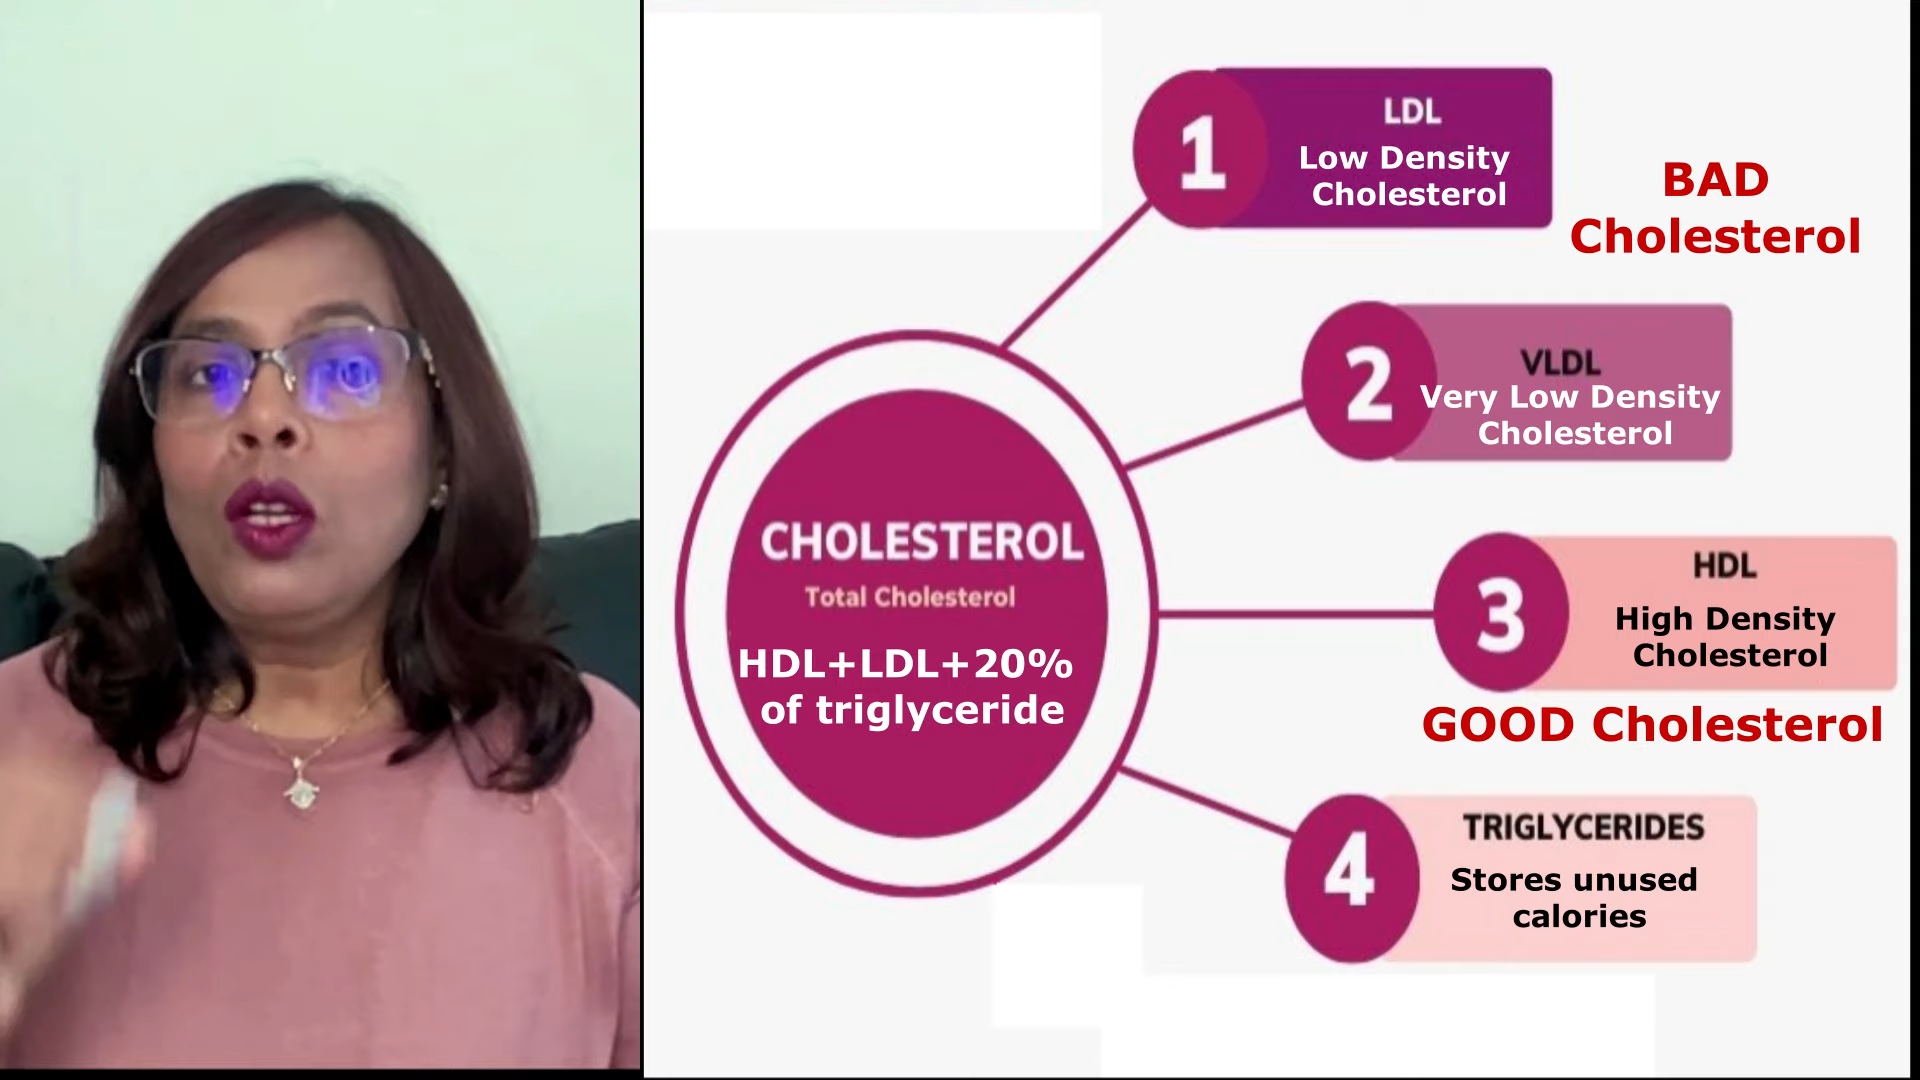 CHOLESTEROL
Total Cholesterol
HDL+LDL+20%
of triglyceride
1
LDL
Low Density
Cholesterol
BAD
Cholesterol
2
VLDL
Very Low Density
Cholesterol
3
HDL
High Density
Cholesterol
GOOD Cholesterol
4
TRIGLYCERIDES
Stores unused
calories